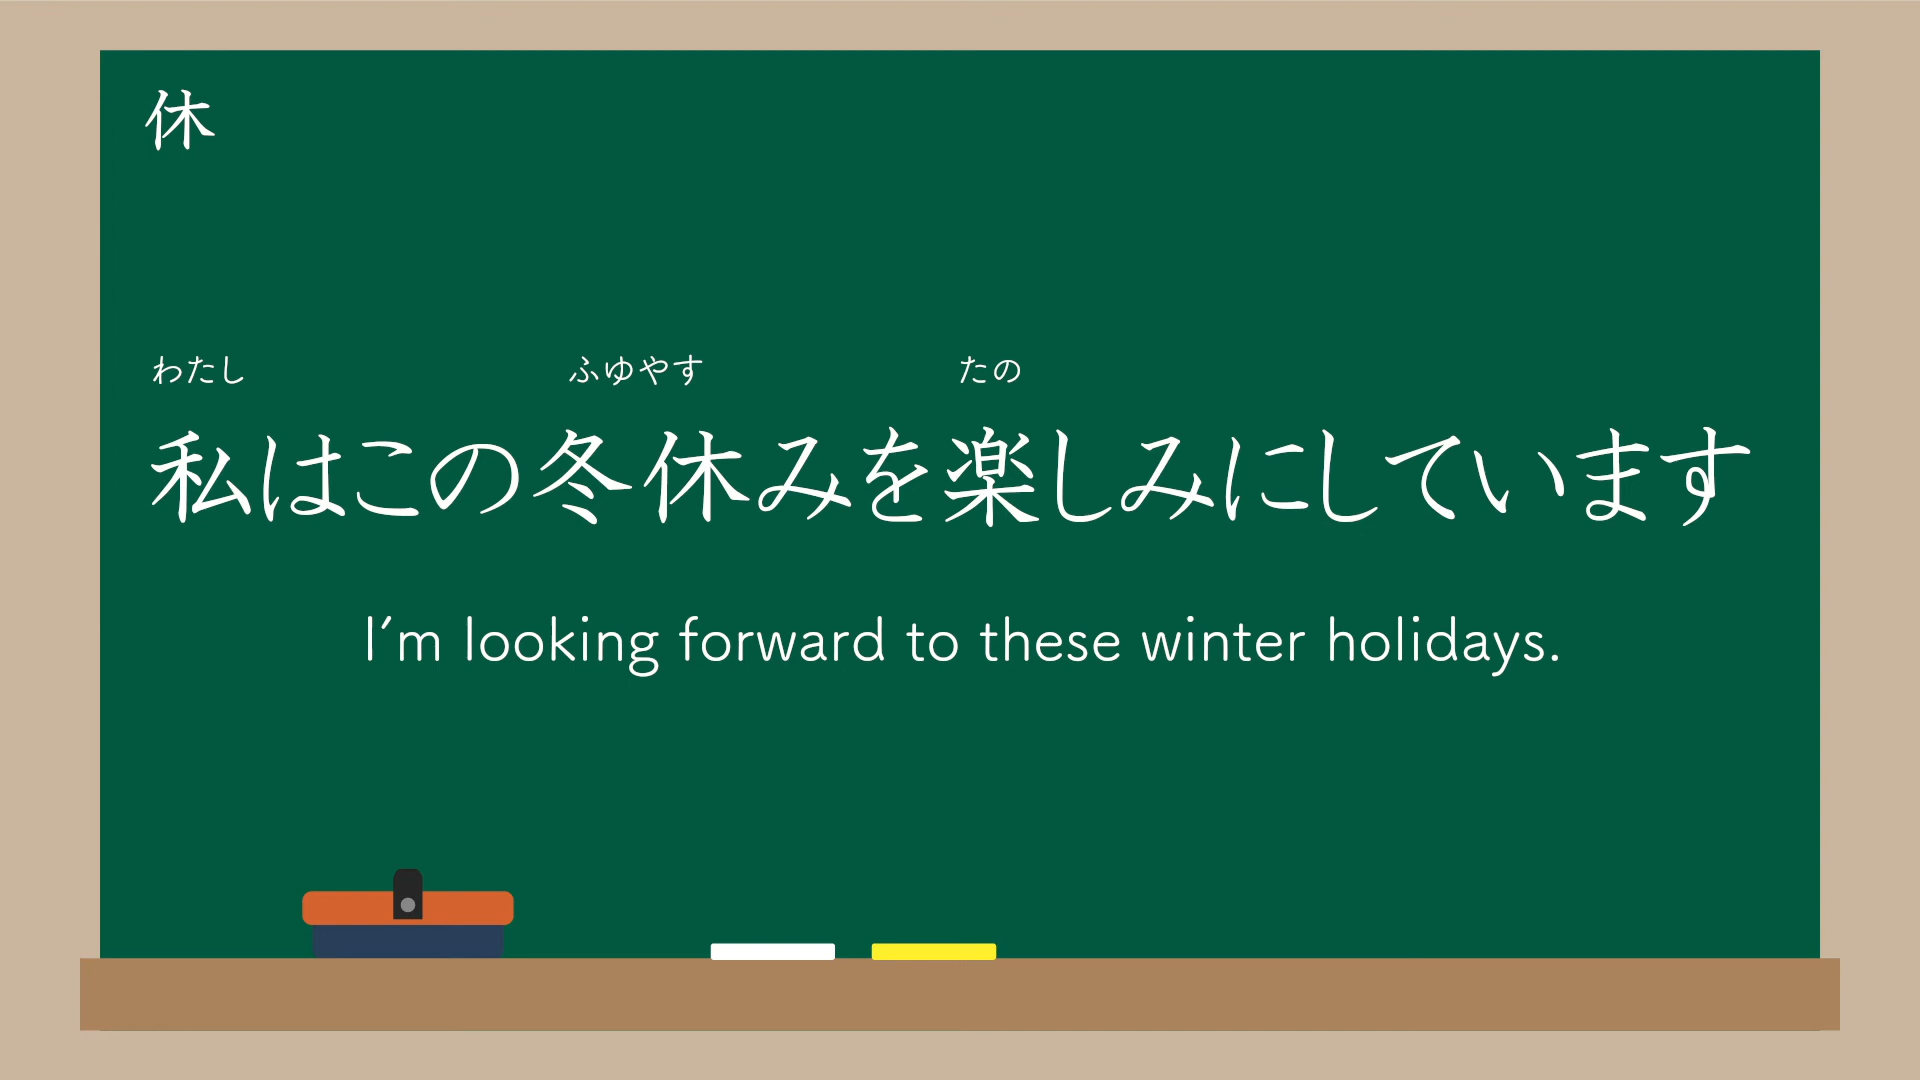 休
わたし ふゆやす たの
私はこの冬休みを楽しみにしています
I'm looking forward to these winter holidays.